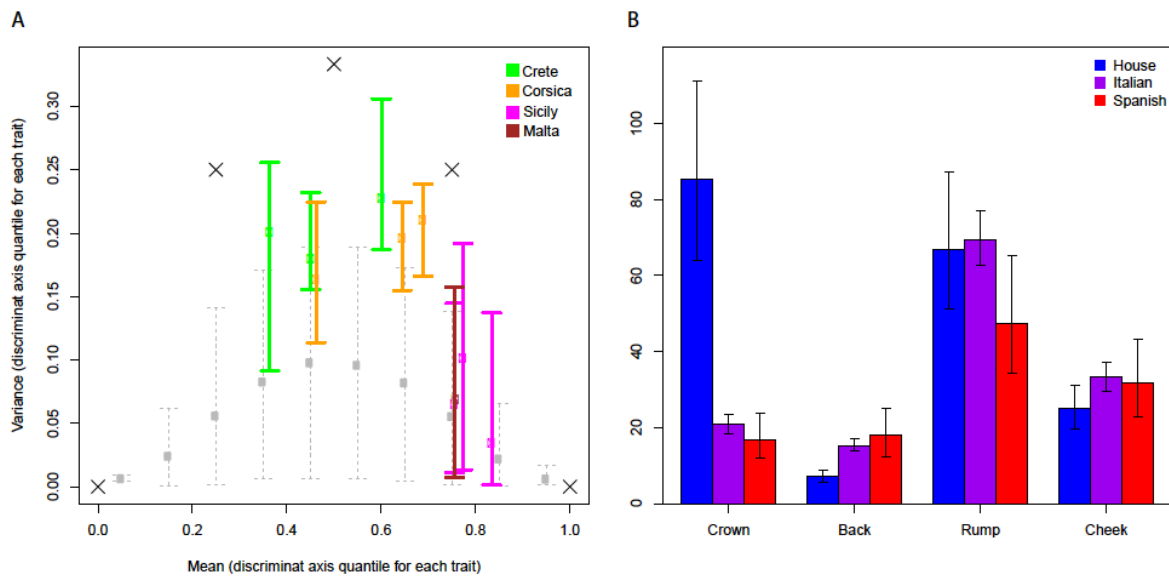 A
Variance (discriminat axis quantile for each trait)
0.30
0.25
0.20
0.15
0.10
0.05
0.00
Crete
Corsica
Sicily
Malta
0.0 0.2 0.4 0.6 0.8 1.0
Mean (discriminat axis quantile for each trait)
B
100
80
60
40
20
0
House
Italian
Spanish
Crown Back Rump Cheek